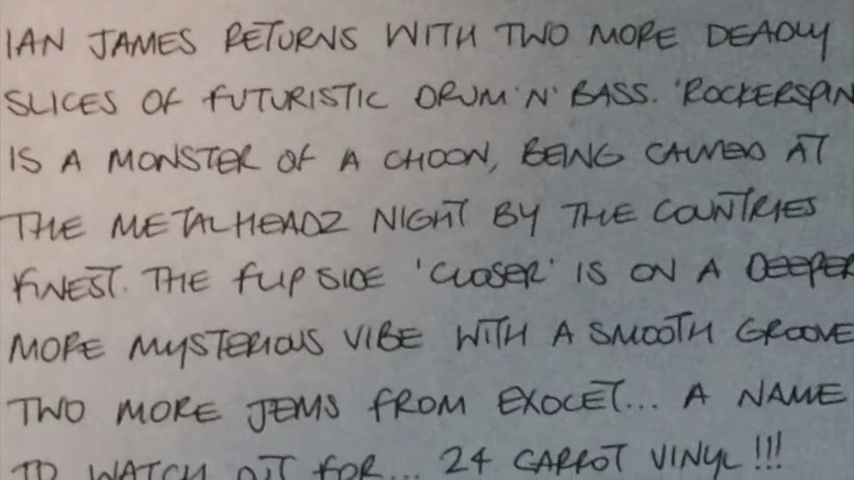 IAN JAMES RETURNS WITH TWO MORE DEADLY
SLICES OF FUTURISTIC DRUM 'N' BASS. 'ROCKERSPIN
IS A MONSTER OF A CHOON, BEING CAINED AT
THE METALHEADZ NIGHT BY THE COUNTRIES
FINEST. THE FLIP SIDE 'CLOSER' IS ON A DEEPER
MORE MYSTERIOUS VIBE WITH A SMOOTH GROOVE
TWO MORE JEMS FROM EXOCET... A NAME
TO WATCH OUT FOR... 24 CARROT VINYL!!!